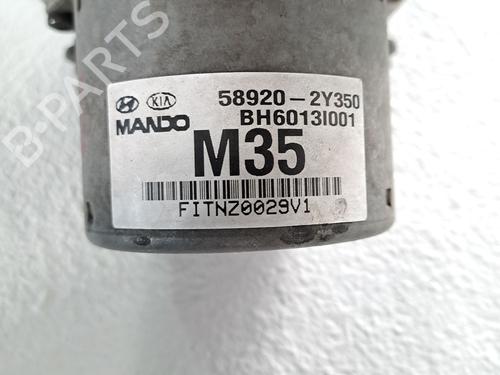 B-PARTS
KIA 58920-2Y350
MANDO BH6013I001
M35
FITNZ0029V1